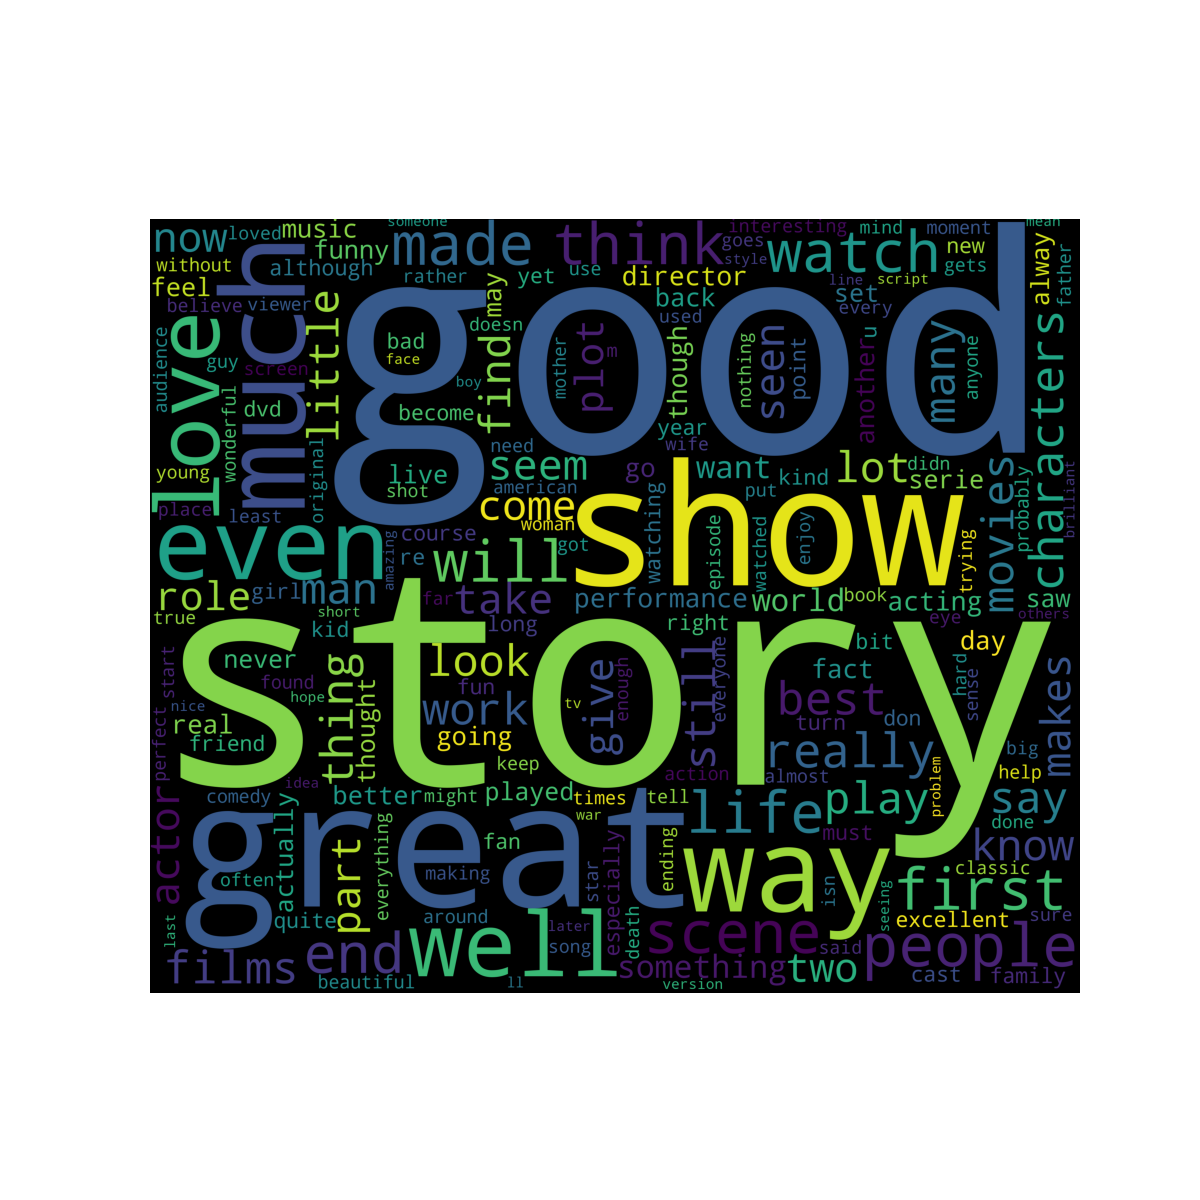 someone
mean
now
loved
music
made
think
interesting
mind
moment
without
funny
goes
watch
new
feel
although
rather
yet
use
director
style
line
script
gets
alway
father
believe
viewer
much
good
may
back
set
every
love
little
doesn
used
audience
guy
screen
bad
face
find
plot
m
though
seen
point
another
u
many
anyone
characters
wonderful
dvd
become
boy
mother
nothing
year
young
original
live
shot
need
seem
wife
go
want
kind
lot
didn
serie
movies
probably
brilliant
place
least
american
come
woman
show
put
even
course
re
amazing
will
got
watching
episode
watched
enjoy
trying
role
girl
man
far
take
performance
world
book
acting
saw
true
short
kid
long
right
eye
others
story
never
look
bit
day
start
found
hope
thing
thought
fun
tv
give
enough
still
everyone
best
fact
hard
sense
makes
nice
real
work
turn
don
perfect
friend
going
keep
really
big
idea
action
almost
problem
help
actor
comedy
better
might
played
times
tell
life
play
say
great
war
done
actually
everything
part
fan
especially
star
ending
way
must
know
often
making
isn
seeing
first
classic
last
quite
around
well
later
song
death
scene
said
excellent
people
sure
films
end
something
two
cast
family
beautiful
ll
version